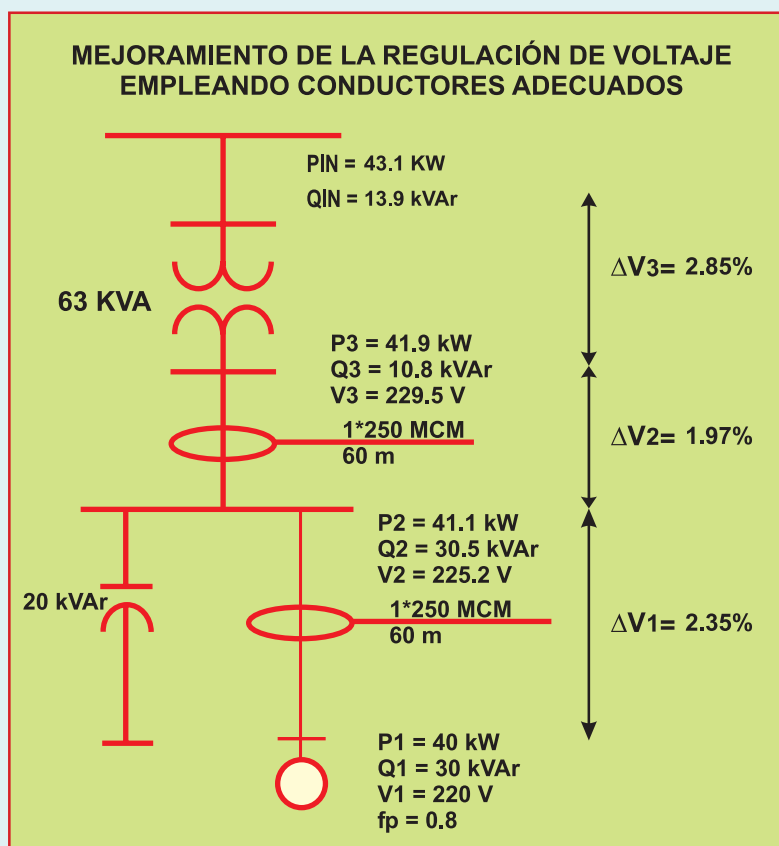 MEJORAMIENTO DE LA REGULACIÓN DE VOLTAJE
EMPLEANDO CONDUCTORES ADECUADOS
PIN = 43.1 KW
QIN = 13.9 kVAr
∆V3= 2.85%
63 KVA
P3 = 41.9 kW
Q3 = 10.8 kVAr
V3 = 229.5 V
1*250 MCM
60 m
∆V2= 1.97%
P2 = 41.1 kW
Q2 = 30.5 kVAr
V2 = 225.2 V
20 kVAr
1*250 MCM
60 m
∆V1= 2.35%
P1 = 40 kW
Q1 = 30 kVAr
V1 = 220 V
fp = 0.8